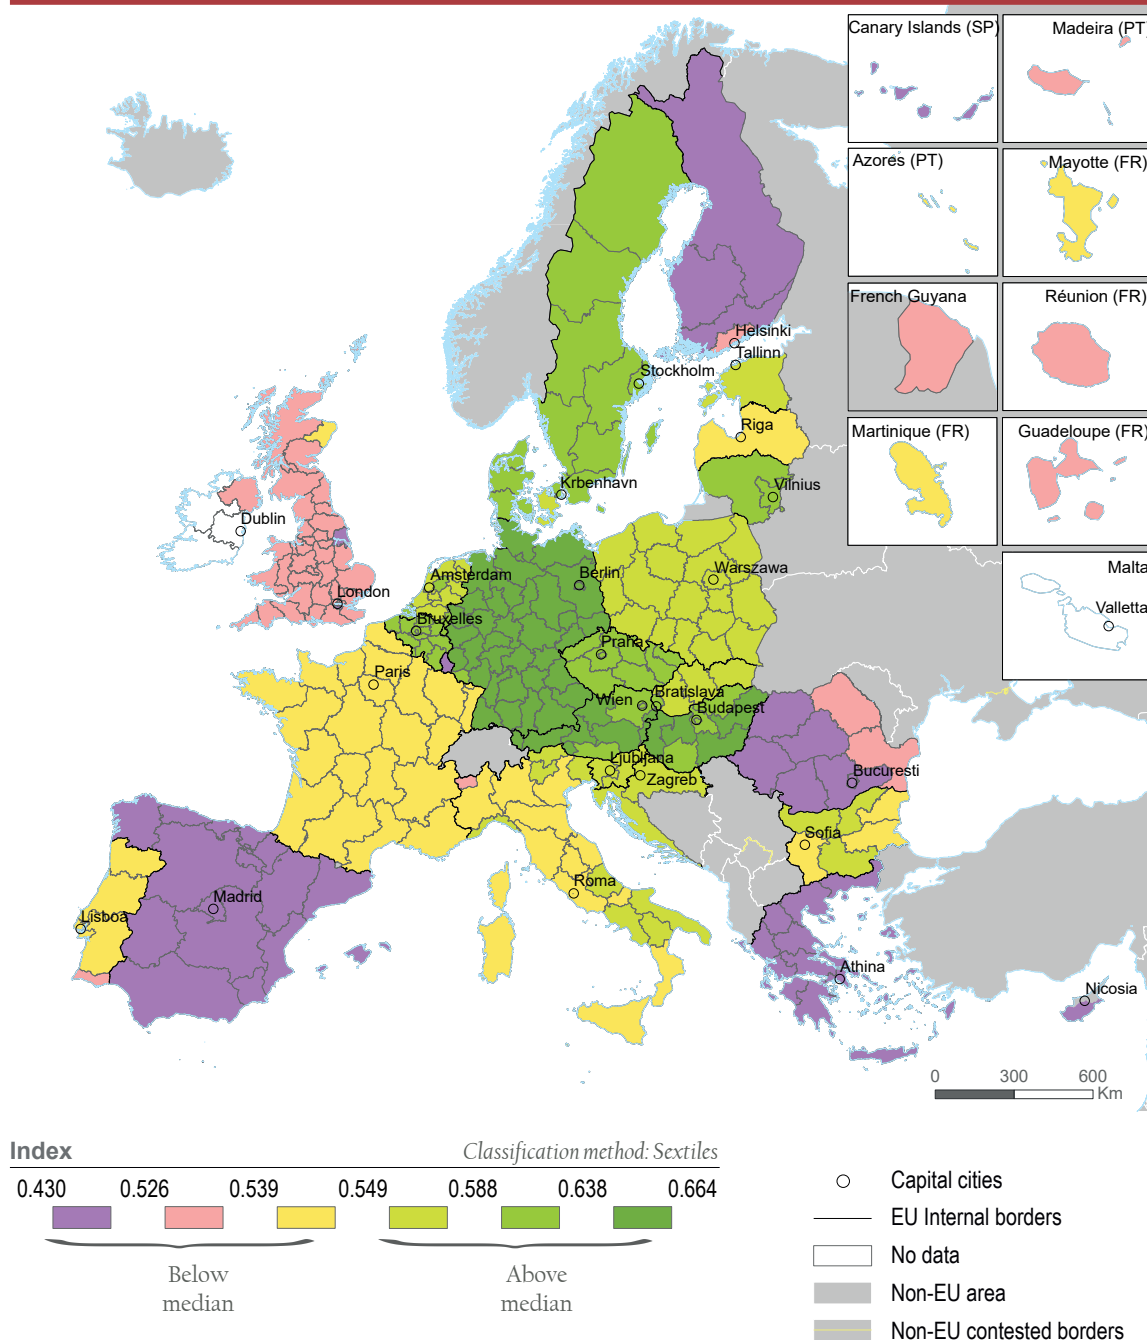 Canary Islands (SP)
Madeira (PT)
Azores (PT)
Mayotte (FR)
French Guyana
Réunion (FR)
Martinique (FR)
Guadeloupe (FR)
Malta
Valletta
Helsinki
Tallinn
Stockholm
Riga
Krbenhavn
Vilnius
Dublin
Amsterdam
Berlin
Warszawa
London
Bruxelles
Praha
Paris
Wien
Bratislava
Budapest
Ljubljana
Zagreb
Bucuresti
Sofia
Roma
Madrid
Lisboa
Athina
Nicosia
0 300 600
Km
Index
Classification method: Sextiles
0.430 0.526 0.539 0.549 0.588 0.638 0.664
Below
median
Above
median
Capital cities
EU Internal borders
No data
Non-EU area
Non-EU contested borders